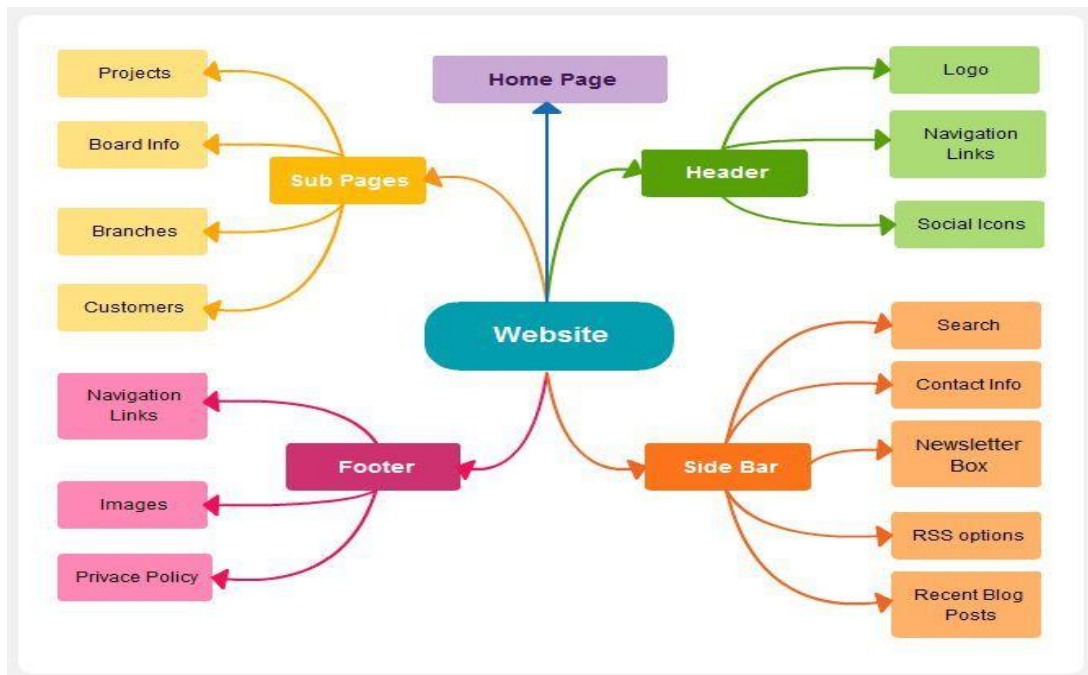 Home Page
Projects
Board Info
Branches
Customers
Sub Pages
Header
Logo
Navigation
Links
Social Icons
Website
Navigation
Links
Images
Privace Policy
Footer
Side Bar
Search
Contact Info
Newsletter
Box
RSS options
Recent Blog
Posts